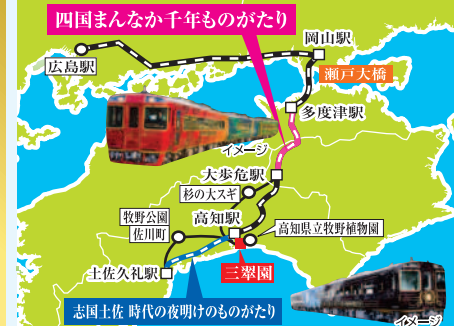 四国まんなか千年ものがたり
岡山駅
広島駅
瀬戸大橋
多度津駅
イメージ
大歩危駅
杉の大スギ
牧野公園
佐川町
高知駅
高知県立牧野植物園
三翠園
土佐久礼駅
志国土佐 時代の夜明けのものがたり
イメージ